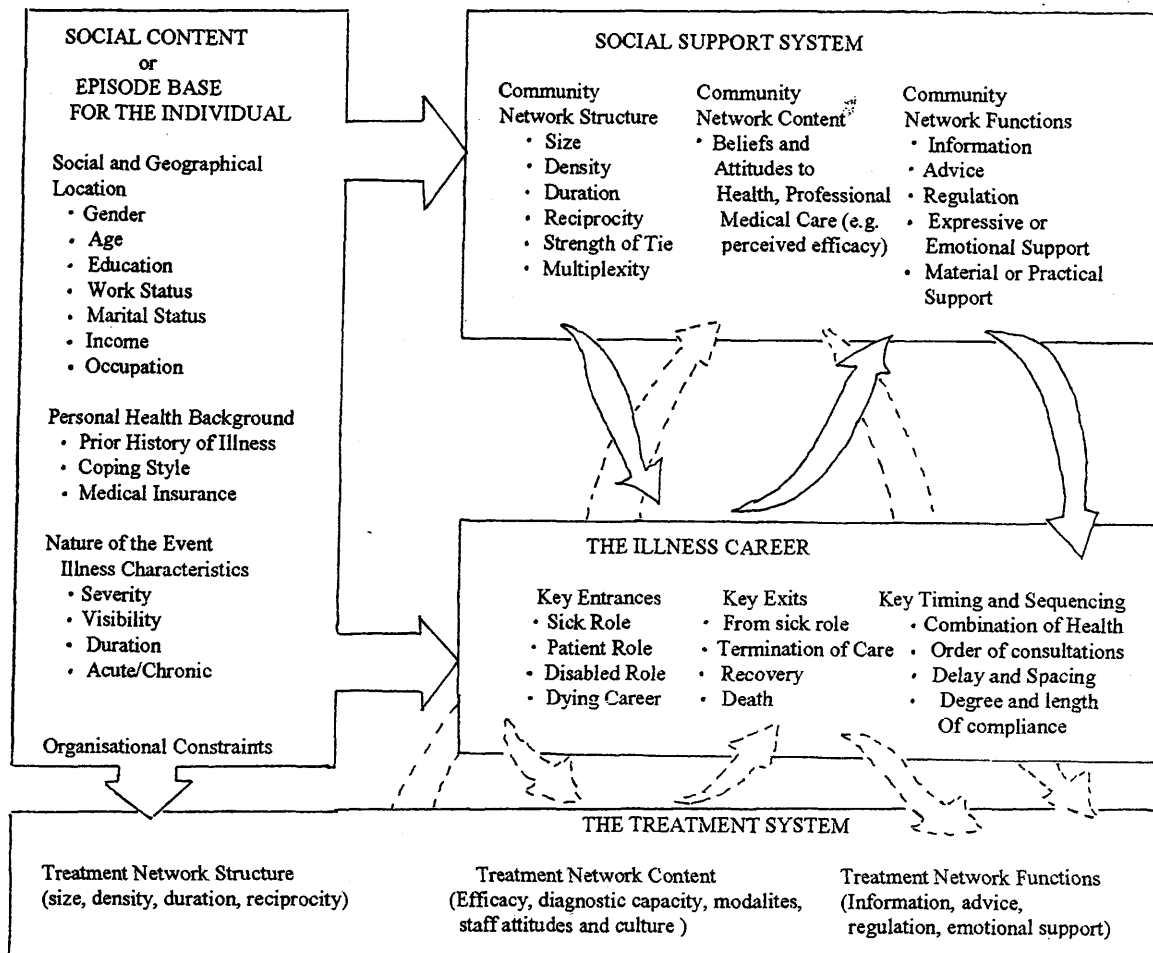 SOCIAL CONTENT
or
EPISODE BASE
FOR THE INDIVIDUAL
Social and Geographical
Location
· Gender
· Age
· Education
· Work Status
· Marital Status
· Income
· Occupation
Personal Health Background
· Prior History of Illness
· Coping Style
· Medical Insurance
Nature of the Event
Illness Characteristics
· Severity
· Visibility
· Duration
· Acute/Chronic
Organisational Constraints
SOCIAL SUPPORT SYSTEM
Community
Network Structure
· Size
· Density
· Duration
· Reciprocity
· Strength of Tie
· Multiplexity
Community
Network Content
· Beliefs and
Attitudes to
Health, Professional
Medical Care (e.g.
perceived efficacy)
Community
Network Functions
· Information
· Advice
· Regulation
· Expressive or
Emotional Support
· Material or Practical
Support
THE ILLNESS CAREER
Key Entrances
· Sick Role
· Patient Role
· Disabled Role
· Dying Career
Key Exits
· From sick role
· Termination of Care
· Recovery
· Death
Key Timing and Sequencing
· Combination of Health
· Order of consultations
· Delay and Spacing
· Degree and length
Of compliance
THE TREATMENT SYSTEM
Treatment Network Structure
(size, density, duration, reciprocity)
Treatment Network Content
(Efficacy, diagnostic capacity, modalites,
staff attitudes and culture )
Treatment Network Functions
(Information, advice,
regulation, emotional support)